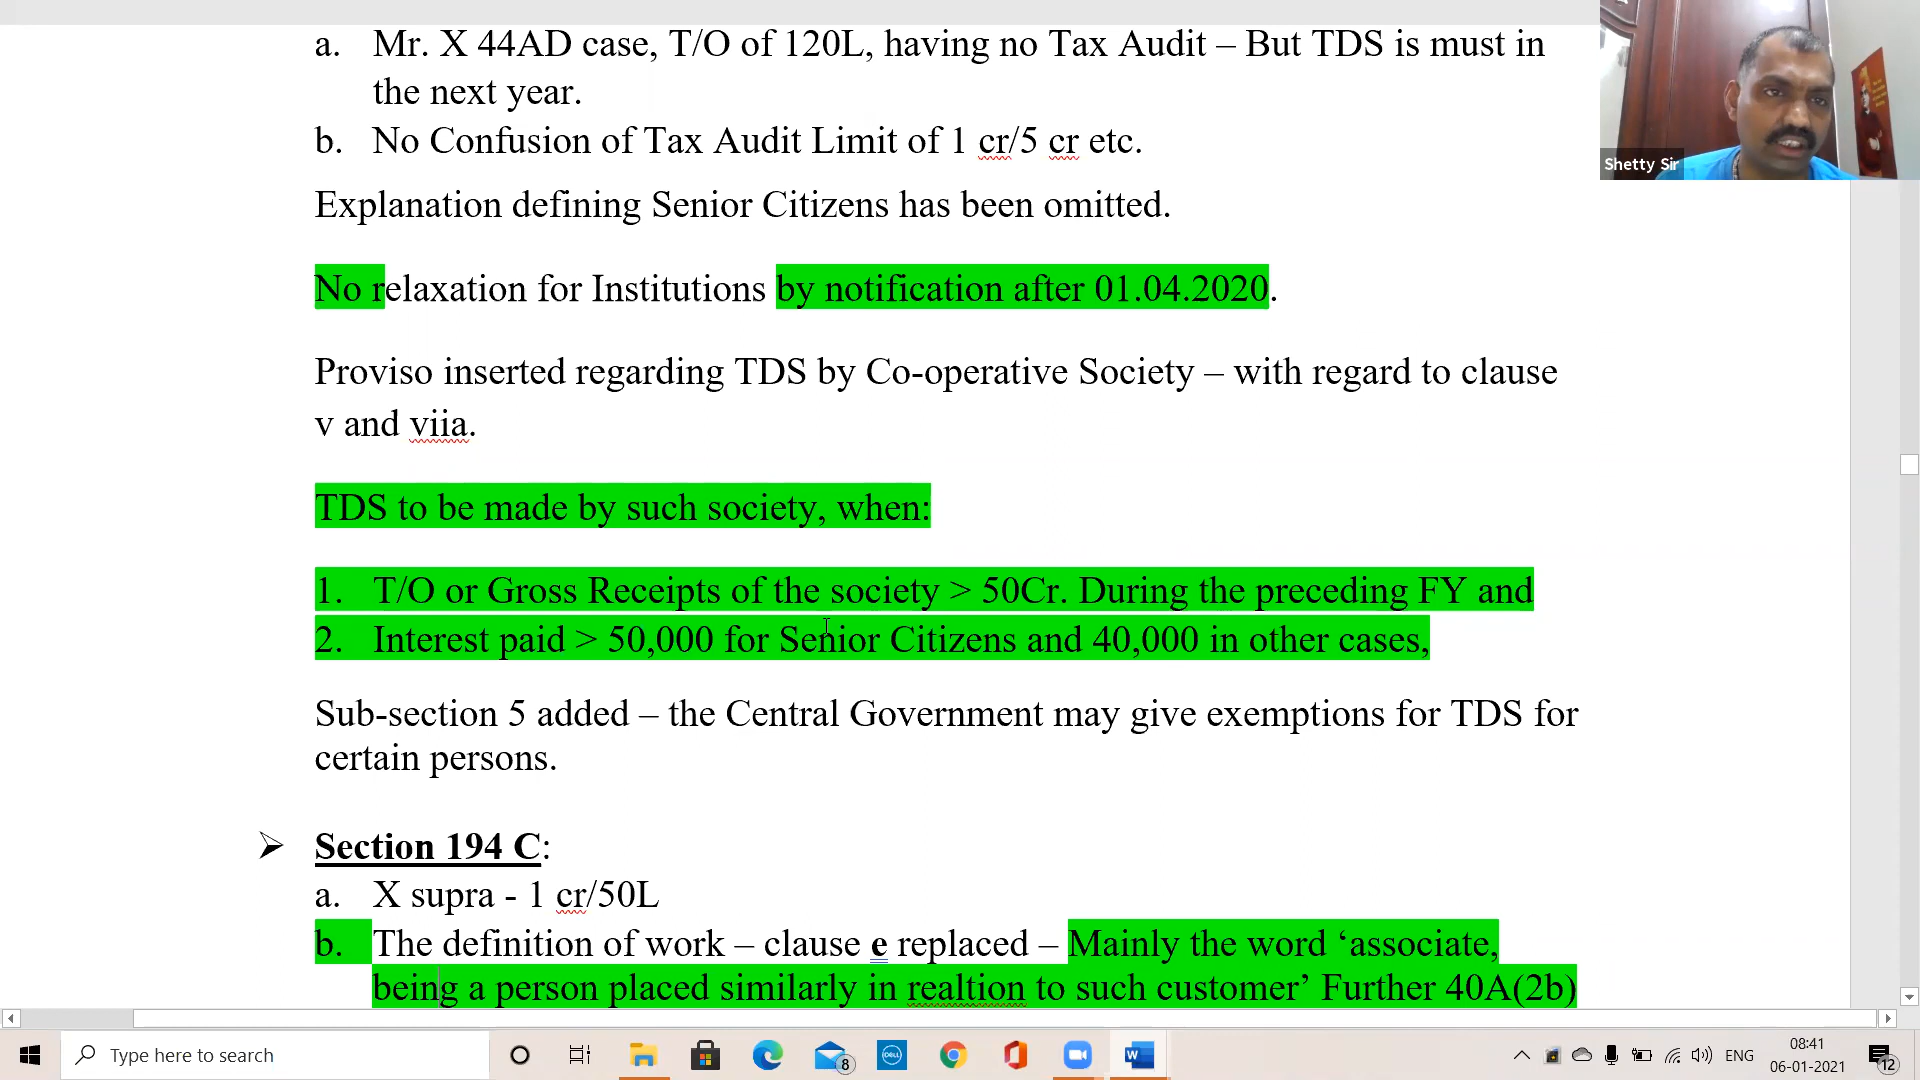 a. Mr. X 44AD case, T/O of 120L, having no Tax Audit – But TDS is must in
the next year.
b. No Confusion of Tax Audit Limit of 1 cr/5 cr etc.
Shetty Sir
Explanation defining Senior Citizens has been omitted.
No relaxation for Institutions by notification after 01.04.2020.
Proviso inserted regarding TDS by Co-operative Society – with regard to clause
v and viia.
TDS to be made by such society, when:
1. T/O or Gross Receipts of the society > 50Cr. During the preceding FY and
2. Interest paid > 50,000 for Senior Citizens and 40,000 in other cases,
Sub-section 5 added – the Central Government may give exemptions for TDS for
certain persons.
➢ Section 194 C:
a. X supra - 1 cr/50L
b. The definition of work – clause e replaced – Mainly the word ‘associate,
being a person placed similarly in realtion to such customer’ Further 40A(2b)
Type here to search
8
DELL
W
ENG
08:41
06-01-2021
12